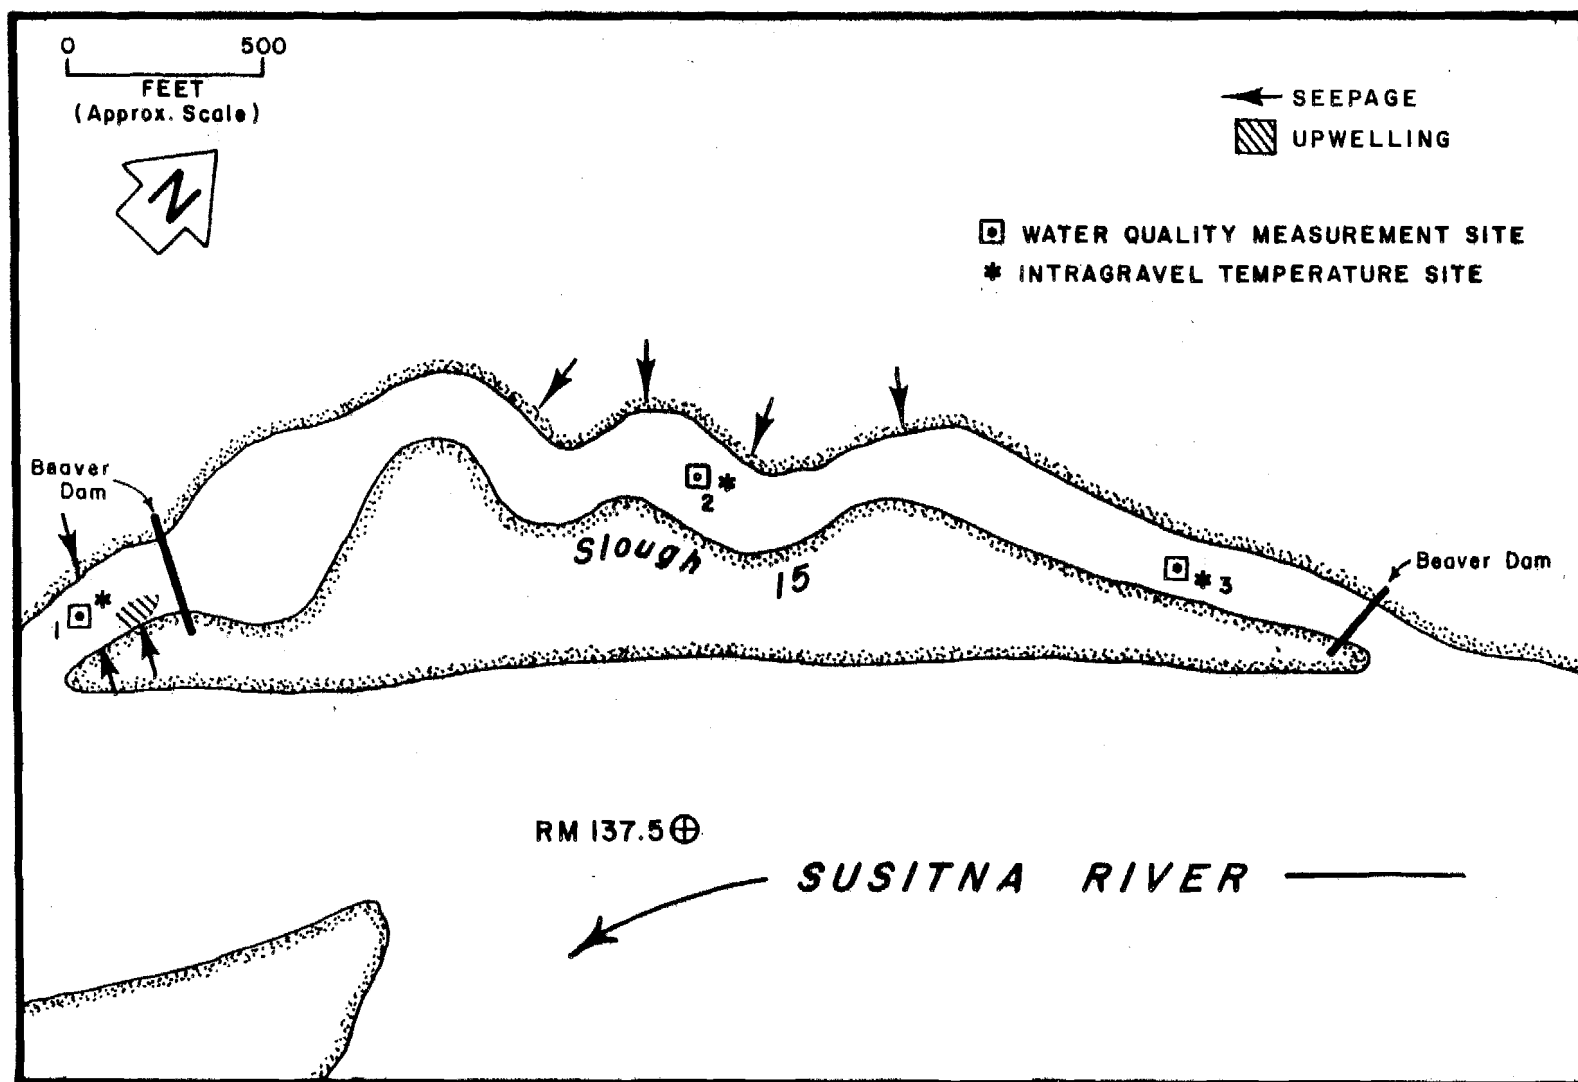 0 500
FEET
(Approx. Scale)
N
SEEPAGE
UPWELLING
WATER QUALITY MEASUREMENT SITE
* INTRAGRAVEL TEMPERATURE SITE
Beaver
Dam
2
*
Slough
15
* 3
Beaver Dam
1
*
RM 137.5
SUSITNA RIVER